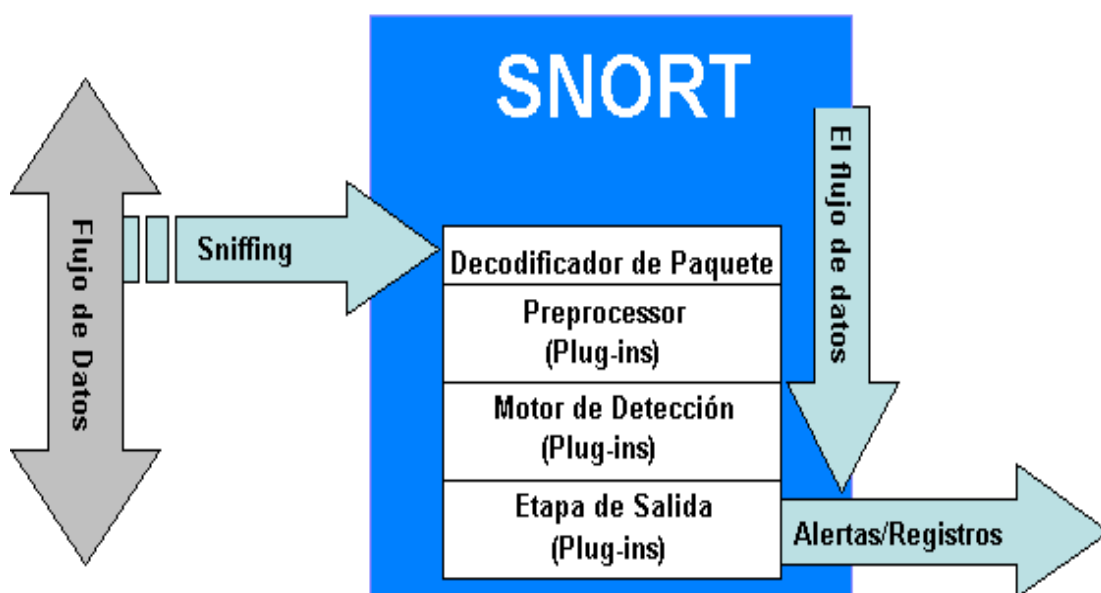 SNORT
Flujo de Datos
Sniffing
Decodificador de Paquete
Preprocessor
(Plug-ins)
Motor de Detección
(Plug-ins)
Etapa de Salida
(Plug-ins)
El flujo de datos
Alertas/Registros